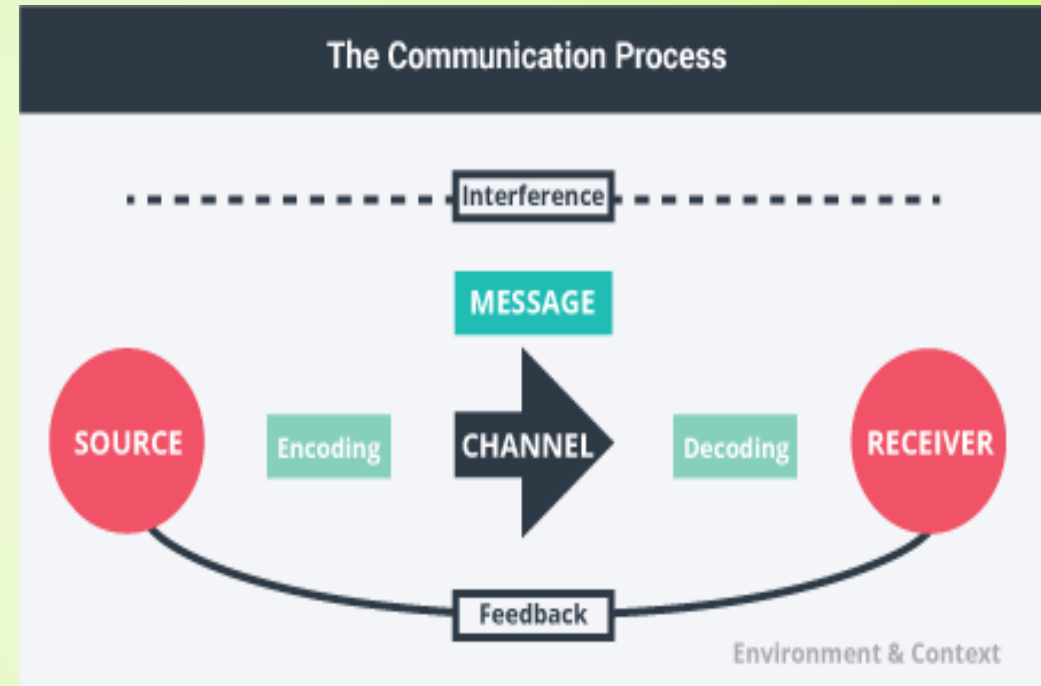 The Communication Process
Interference
MESSAGE
SOURCE
Encoding
CHANNEL
Decoding
RECEIVER
Feedback
Environment & Context